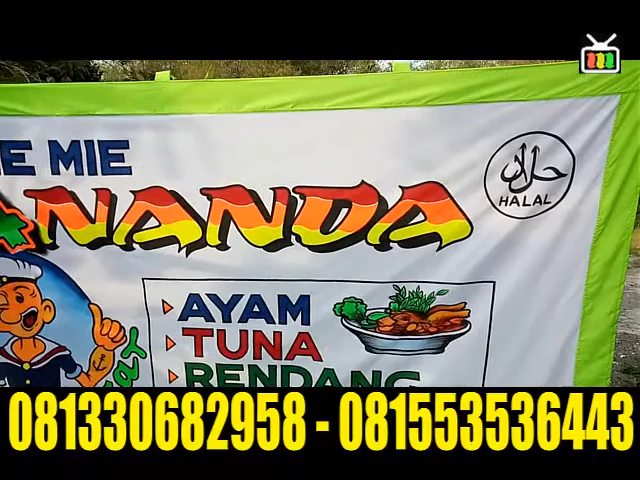 E MIE
NANDA
حلال
HALAL
AYAM
TUNA
RENDANG
081330682958 - 081553536443